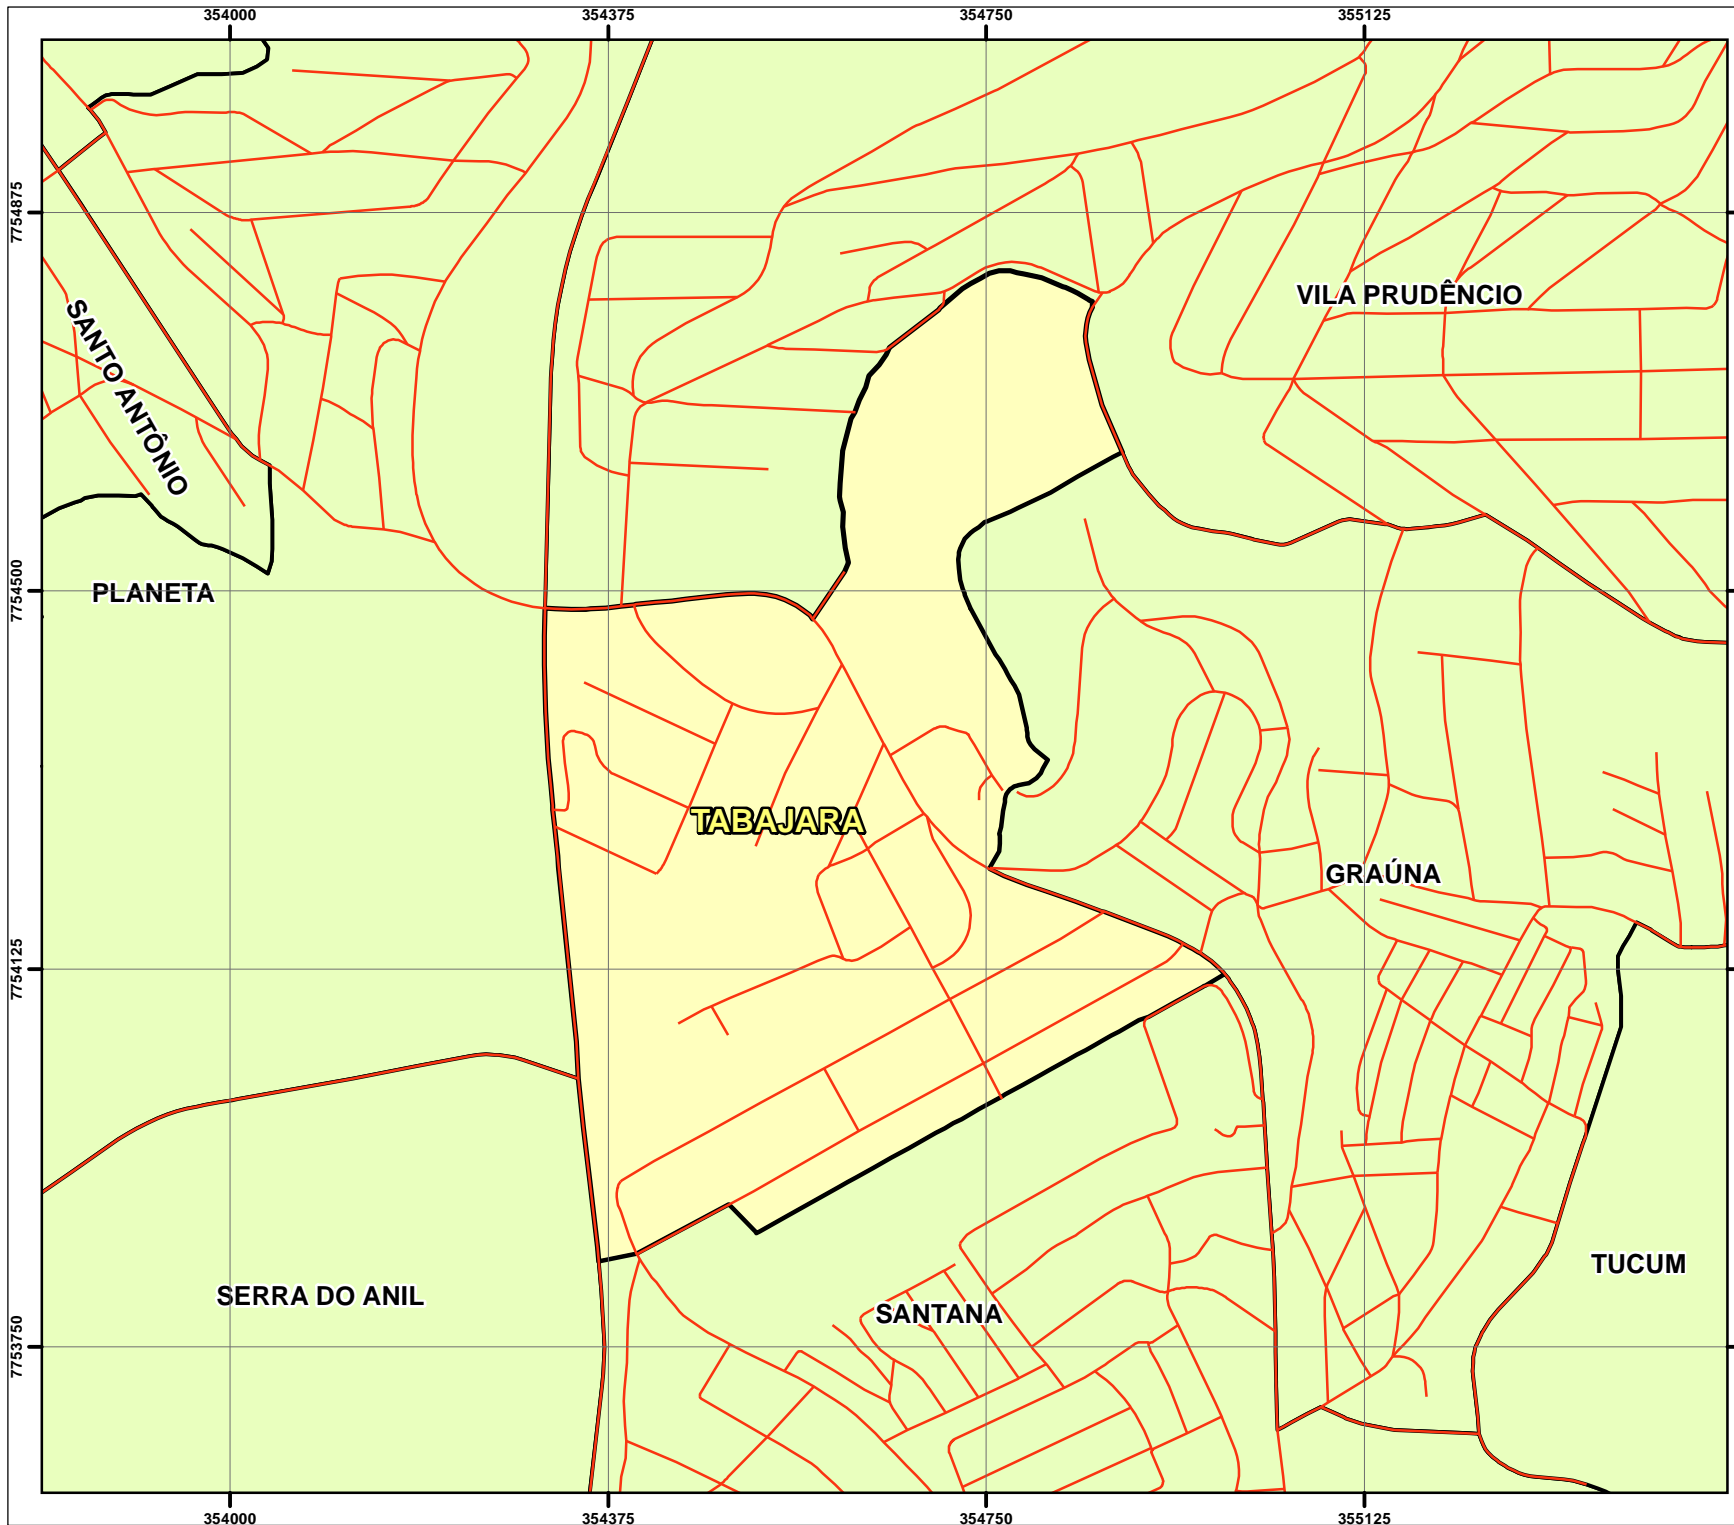 354000 354375 354750 355125
7754875
VILA PRUDÊNCIO
SANTO ANTÔNIO
7754500
PLANETA
TABAJARA
GRAÚNA
7754125
TUCUM
SERRA DO ANIL
SANTANA
7753750
354000 354375 354750 355125